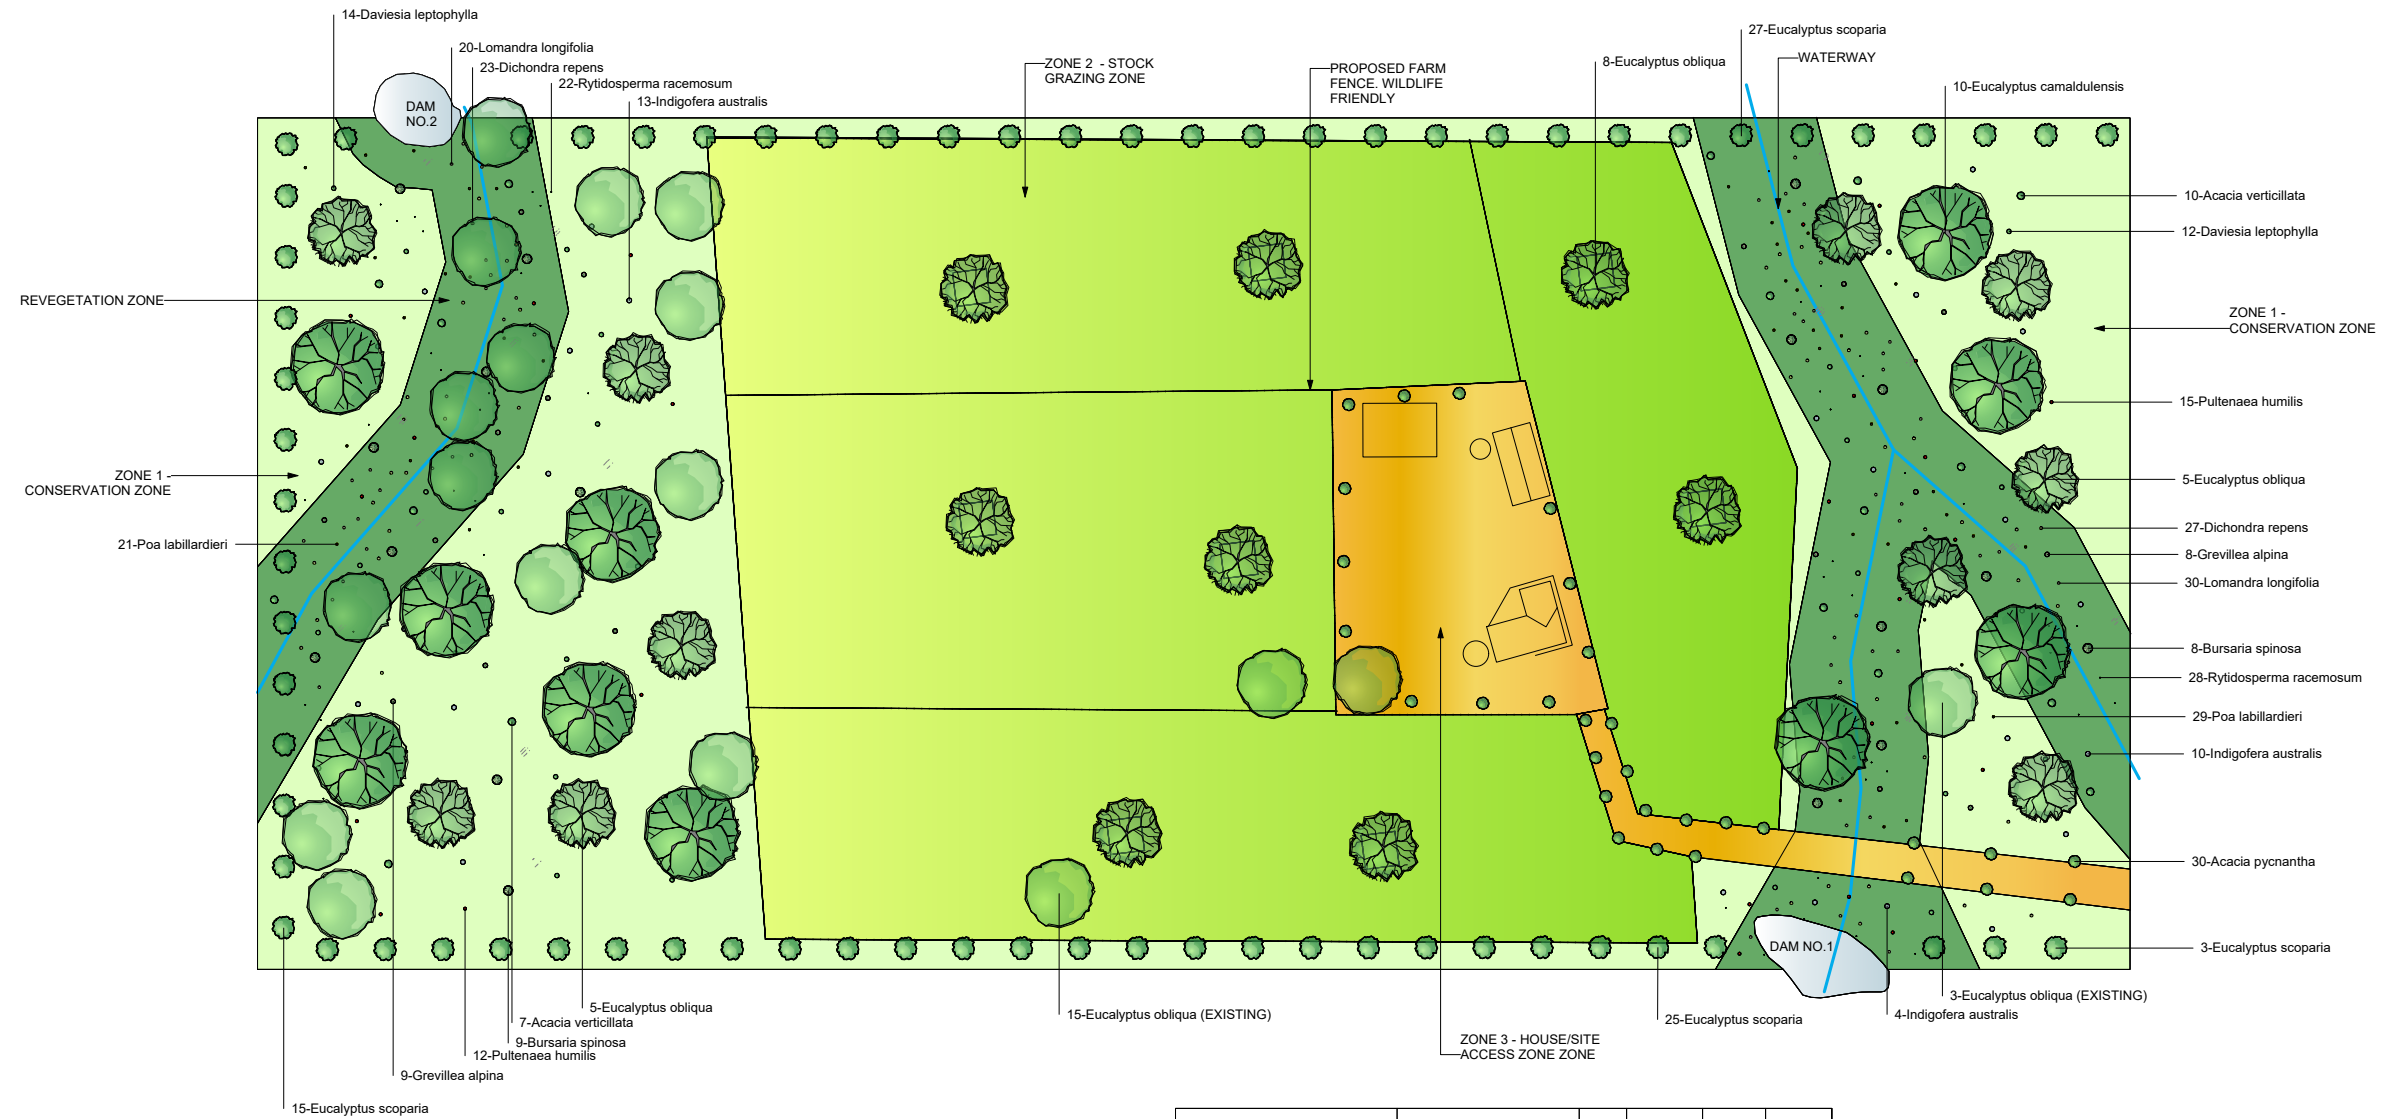 14-Daviesia leptophylla
27-Eucalyptus scoparia
20-Lomandra longifolia
WATERWAY
ZONE 2 - STOCK
GRAZING ZONE
8-Eucalyptus obliqua
23-Dichondra repens
PROPOSED FARM
FENCE. WILDLIFE
FRIENDLY
22-Rytidosperma racemosum
10-Eucalyptus camaldulensis
13-Indigofera australis
DAM
NO.2
10-Acacia verticillata
12-Daviesia leptophylla
REVEGETATION ZONE
ZONE 1 -
CONSERVATION ZONE
15-Pultenaea humilis
ZONE 1 -
CONSERVATION ZONE
5-Eucalyptus obliqua
27-Dichondra repens
21-Poa labillardieri
8-Grevillea alpina
30-Lomandra longifolia
8-Bursaria spinosa
28-Rytidosperma racemosum
29-Poa labillardieri
10-Indigofera australis
30-Acacia pycnantha
DAM NO.1
3-Eucalyptus scoparia
3-Eucalyptus obliqua (EXISTING)
5-Eucalyptus obliqua
15-Eucalyptus obliqua (EXISTING)
4-Indigofera australis
25-Eucalyptus scoparia
7-Acacia verticillata
9-Bursaria spinosa
ZONE 3 - HOUSE/SITE
ACCESS ZONE ZONE
12-Pultenaea humilis
9-Grevillea alpina
15-Eucalyptus scoparia